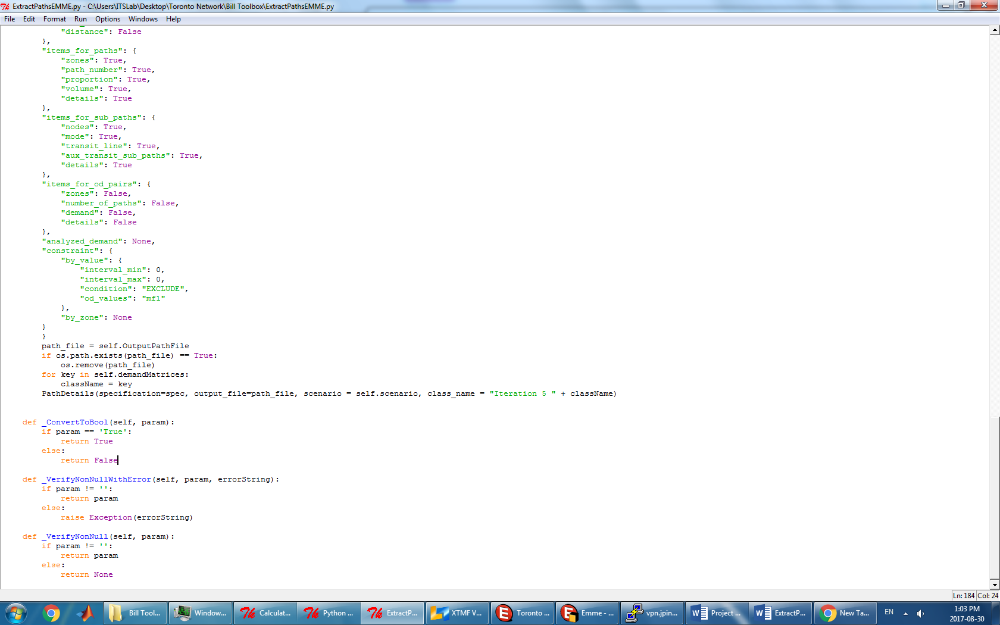 ExtractPathsEMME.py - C:\Users\ITSLab\Desktop\Toronto Network\Bill Toolbox\ExtractPathsEMME.py
File Edit Format Run Options Windows Help
"distance": False
},
"items_for_paths": {
"zones": True,
"path_number": True,
"proportion": True,
"volume": True,
"details": True
},
"items_for_sub_paths": {
"nodes": True,
"mode": True,
"transit_line": True,
"aux_transit_sub_paths": True,
"details": True
},
"items_for_od_pairs": {
"zones": False,
"number_of_paths": False,
"demand": False,
"details": False
},
"analyzed_demand": None,
"constraint": {
"by_value": {
"interval_min": 0,
"interval_max": 0,
"condition": "EXCLUDE",
"od_values": "mf1"
},
"by_zone": None
}
}
path_file = self.OutputPathFile
if os.path.exists(path_file) == True:
os.remove(path_file)
for key in self.demandMatrices:
className = key
PathDetails(specification=spec, output_file=path_file, scenario = self.scenario, class_name = "Iteration 5 " + className)
def _ConvertToBool(self, param):
if param == 'True':
return True
else:
return False
def _VerifyNonNullWithError(self, param, errorString):
if param != '':
return param
else:
raise Exception(errorString)
def _VerifyNonNull(self, param):
if param != '':
return param
else:
return None
Ln: 184 Col: 24
Bill Tool... Window... Calculat... Python ... ExtractP... XTMF V... Toronto ... Emme - ... vpn.jpin... Project ... ExtractP... New Ta... EN 1:03 PM
2017-08-30